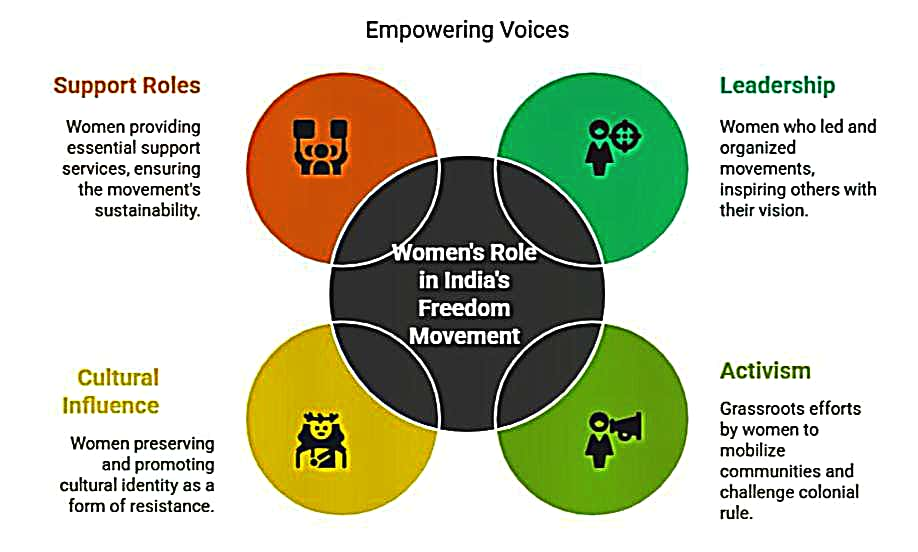 Empowering Voices
Support Roles
Women providing
essential support
services, ensuring
the movement's
sustainability.
Leadership
Women who led and
organized
movements,
inspiring others with
their vision.
Women's Role
in India's
Freedom
Movement
Cultural
Influence
Women preserving
and promoting
cultural identity as a
form of resistance.
Activism
Grassroots efforts
by women to
mobilize
communities and
challenge colonial
rule.